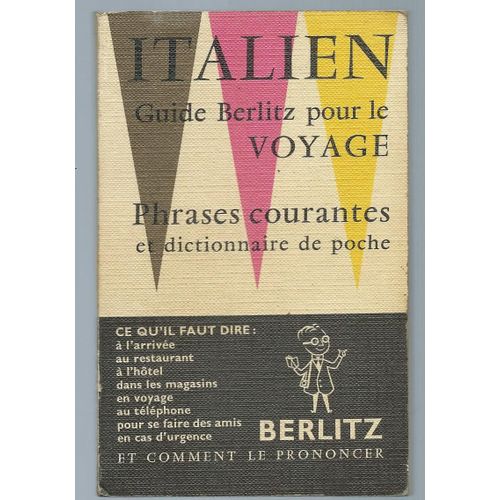 ITALIEN
Guide Berlitz pour le
VOYAGE
Phrases courantes
et dictionnaire de poche
CE QU'IL FAUT DIRE :
à l'arrivée
au restaurant
à l'hôtel
dans les magasins
en voyage
au téléphone
pour se faire des amis
en cas d'urgence
BERLITZ
ET COMMENT LE PRONONCER